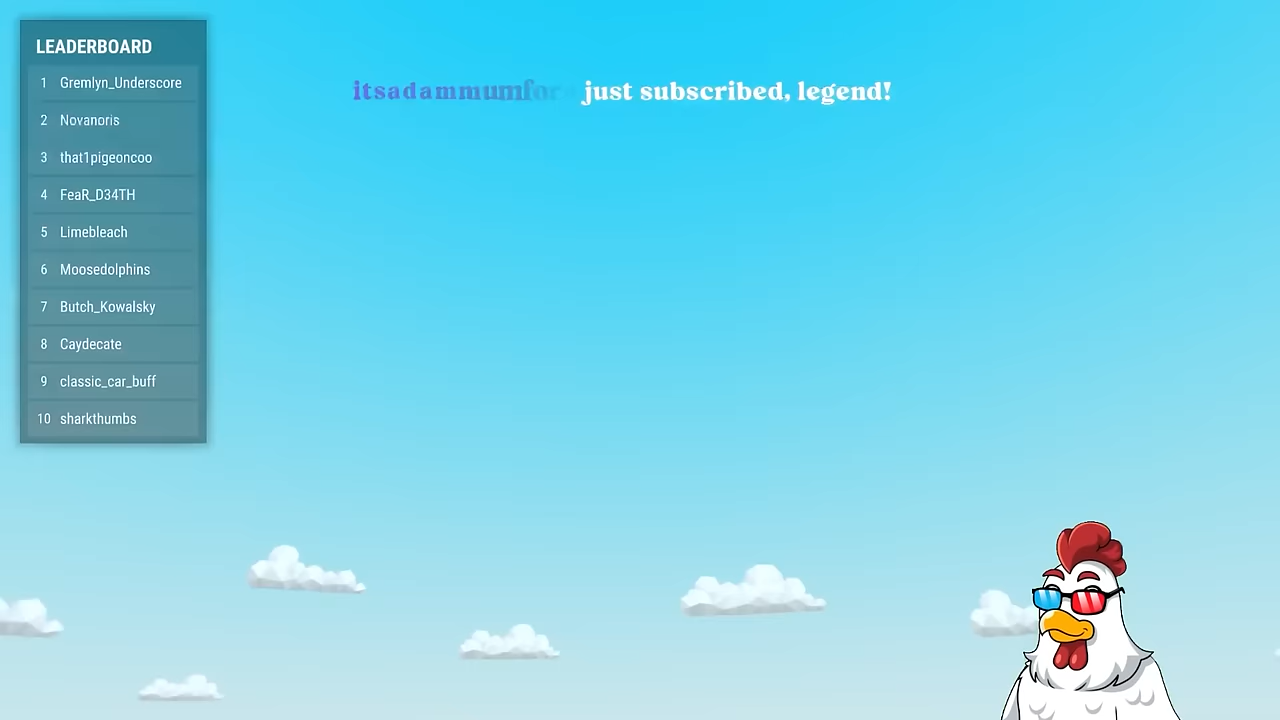 LEADERBOARD
1 Gremlyn_Underscore
2 Novanoris
3 that1pigeoncoo
4 FeaR_D34TH
5 Limebleach
6 Moosedolphins
7 Butch_Kowalsky
8 Caydecate
9 classic_car_buff
10 sharkthumbs
just subscribed, legend!